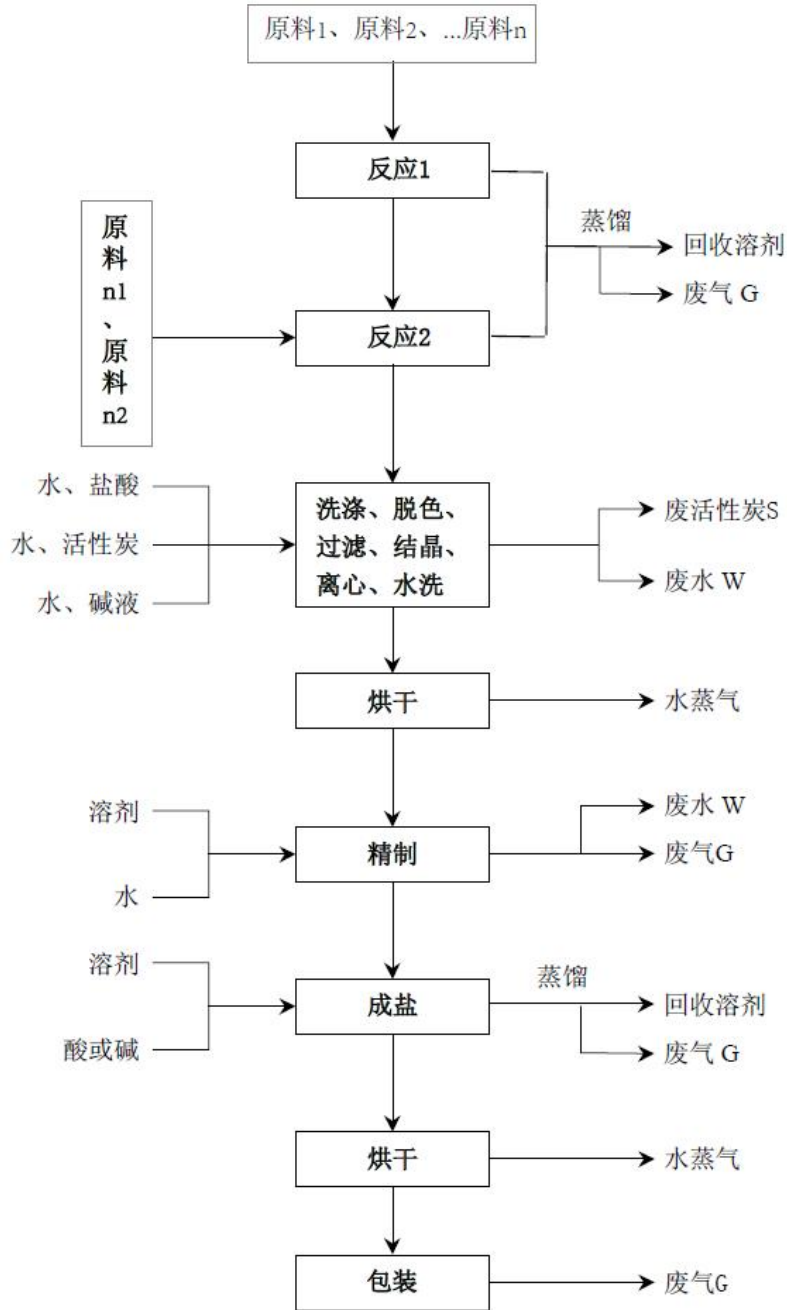 原料1、原料2、...原料n
反应1
蒸馏
回收溶剂
废气 G
原
料
n1
、
原
料
n2
反应2
水、盐酸
水、活性炭
水、碱液
洗涤、脱色、
过滤、结晶、
离心、水洗
废活性炭S
废水 W
烘干
水蒸气
溶剂
水
精制
废水 W
废气G
溶剂
酸或碱
成盐
蒸馏
回收溶剂
废气 G
烘干
水蒸气
包装
废气G